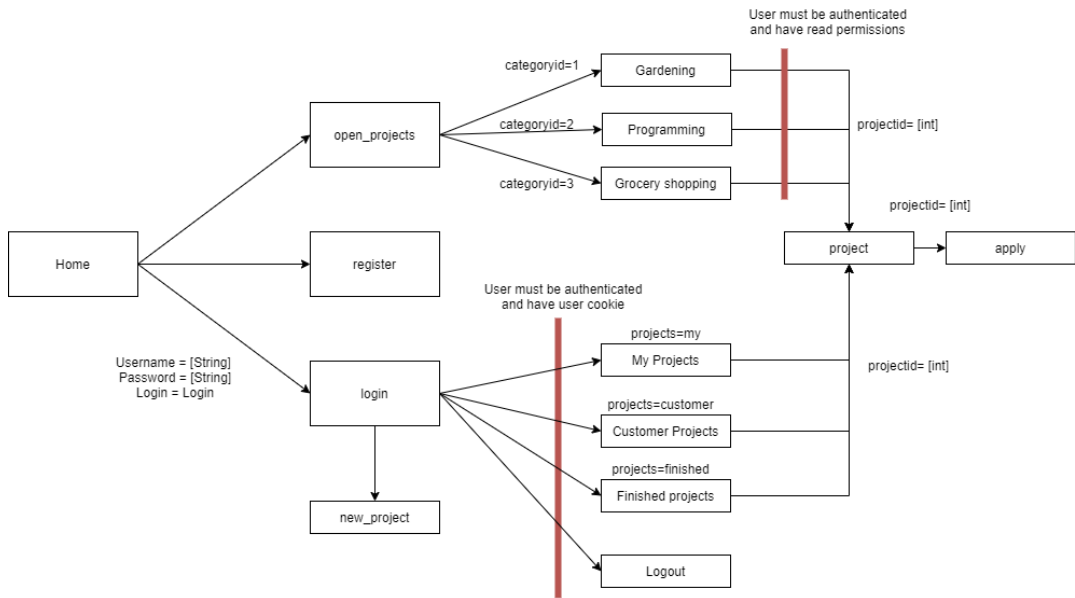 User must be authenticated
and have read permissions
categoryid=1
Gardening
open_projects
categoryid=2
Programming
projectid= [int]
categoryid=3
Grocery shopping
projectid= [int]
Home
register
project
apply
User must be authenticated
and have user cookie
Username = [String]
Password = [String]
Login = Login
login
projects=my
My Projects
projectid= [int]
projects=customer
Customer Projects
projects=finished
Finished projects
new_project
Logout